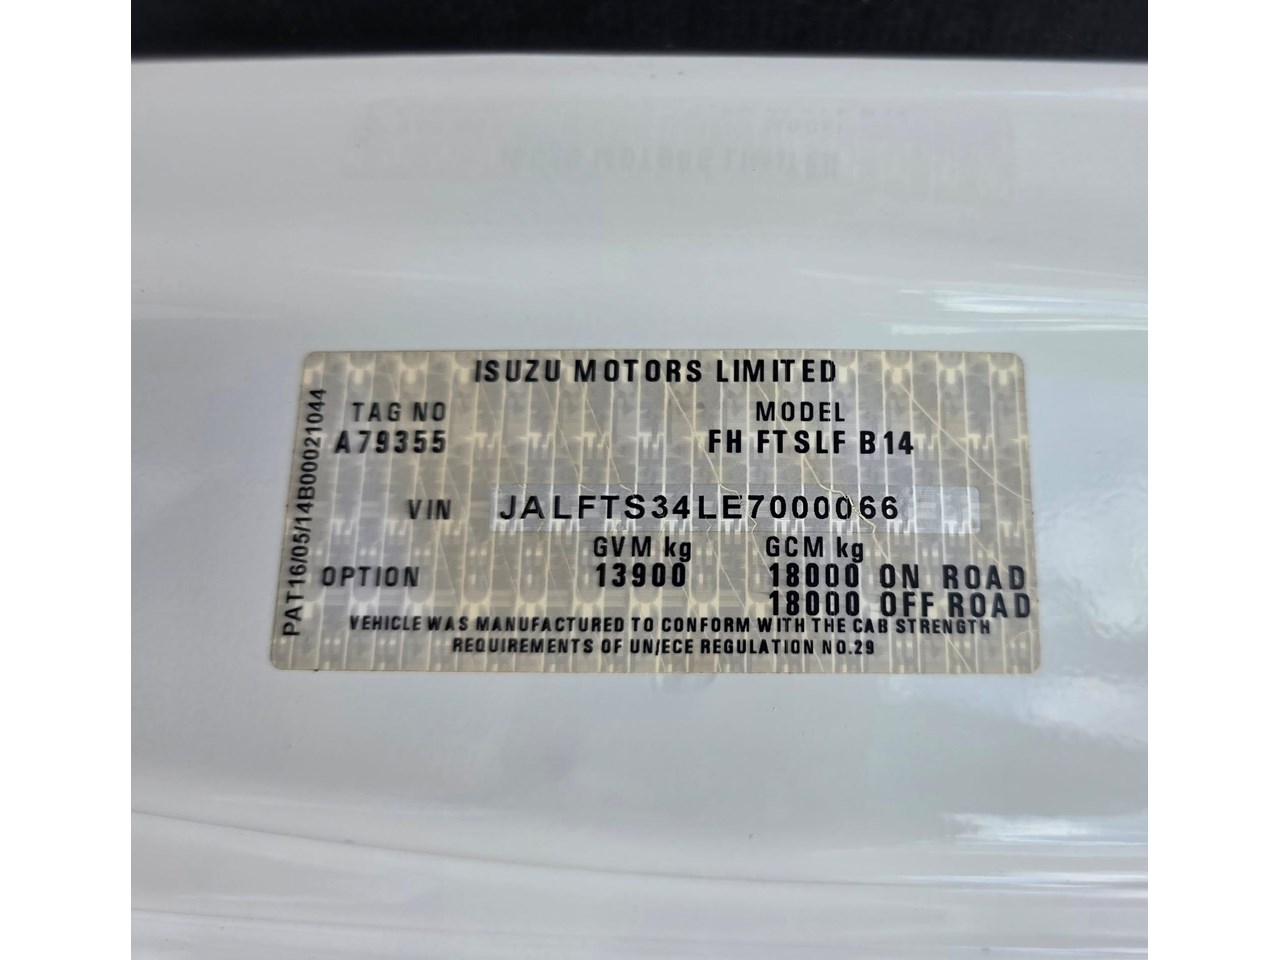 ISUZU MOTORS LIMITED
TAG NO MODEL
A79355 FH FTSLF B14
VIN JALFTS34LE7000066
GVM kg GCM kg
OPTION 13900 18000 ON ROAD
18000 OFF ROAD
VEHICLE WAS MANUFACTURED TO CONFORM WITH THE CAB STRENGTH
REQUIREMENTS OF UN/ECE REGULATION NO.29
PAT16/05/14B00021044